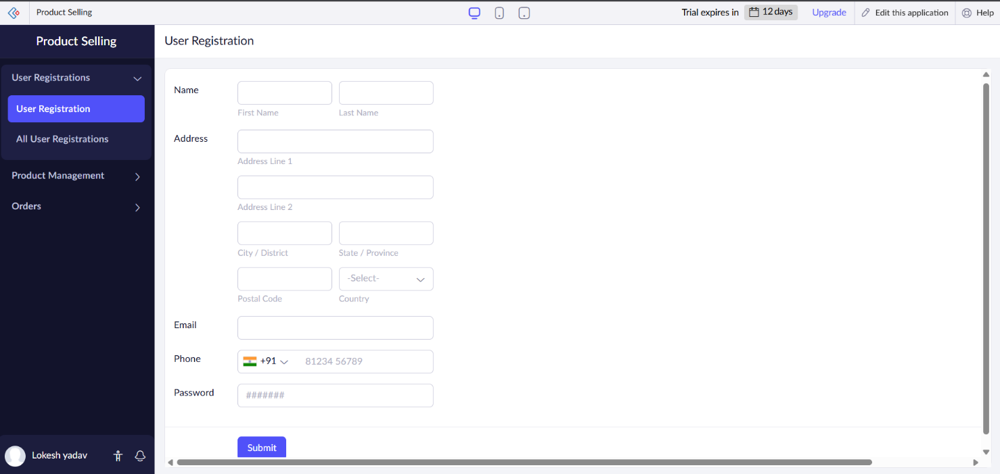 Product Selling
Trial expires in 12 days Upgrade Edit this application Help
Product Selling
User Registrations
User Registration
All User Registrations
Product Management
Orders
Lokesh yadav
User Registration
Name
First Name Last Name
Address
Address Line 1
Address Line 2
City / District State / Province
-Select-
Postal Code Country
Email
Phone +91 81234 56789
Password #######
Submit